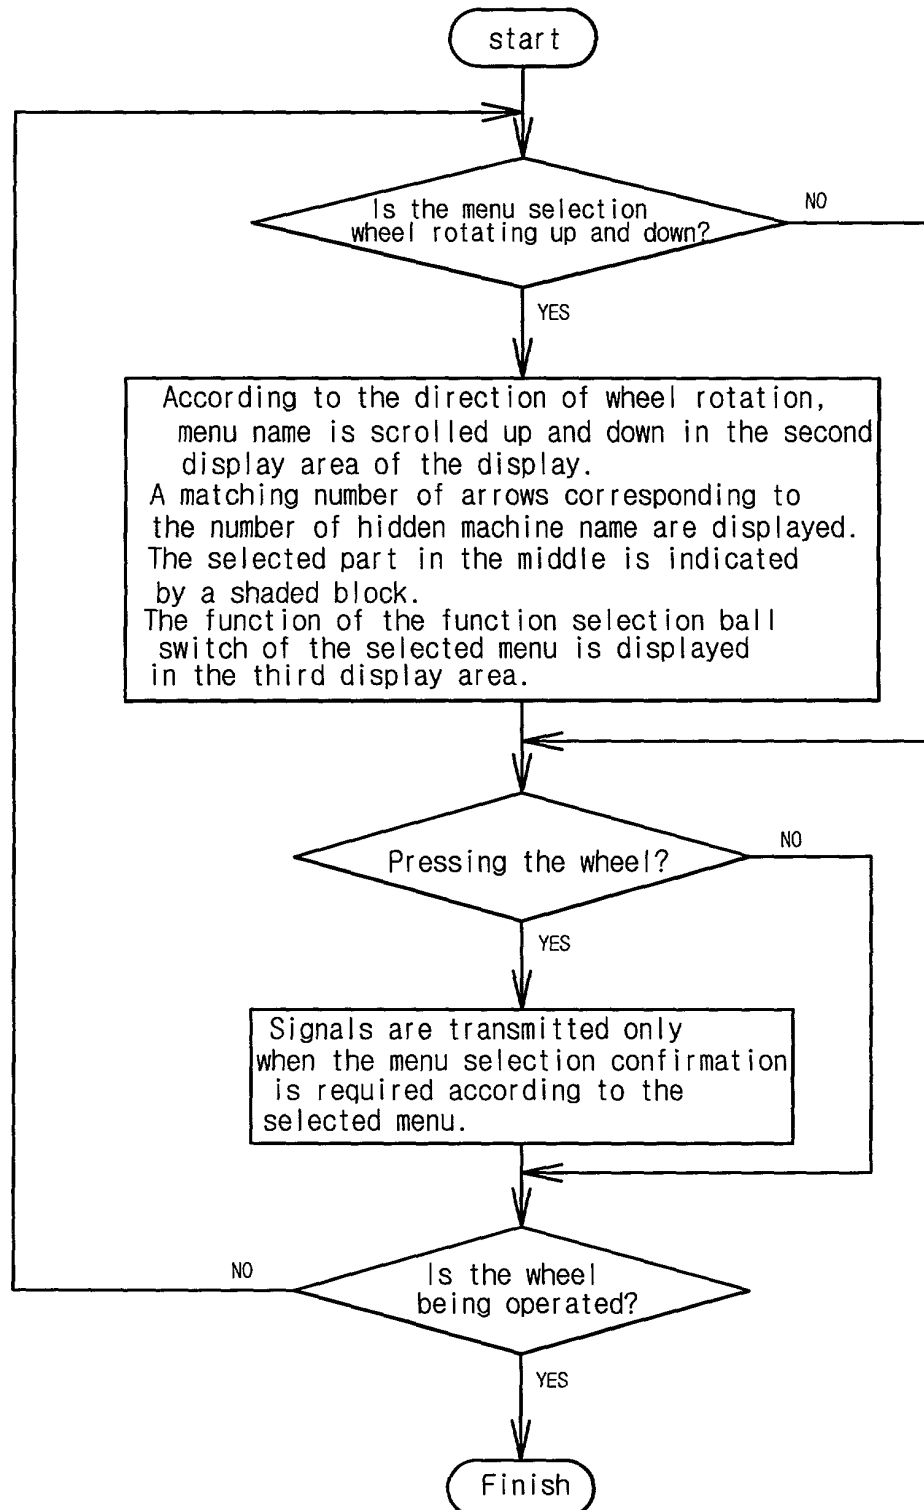 start
Is the menu selection
wheel rotating up and down?
NO
YES
According to the direction of wheel rotation,
menu name is scrolled up and down in the second
display area of the display.
A matching number of arrows corresponding to
the number of hidden machine name are displayed.
The selected part in the middle is indicated
by a shaded block.
The function of the function selection ball
switch of the selected menu is displayed
in the third display area.
Pressing the wheel?
NO
YES
Signals are transmitted only
when the menu selection confirmation
is required according to the
selected menu.
NO
Is the wheel
being operated?
YES
Finish